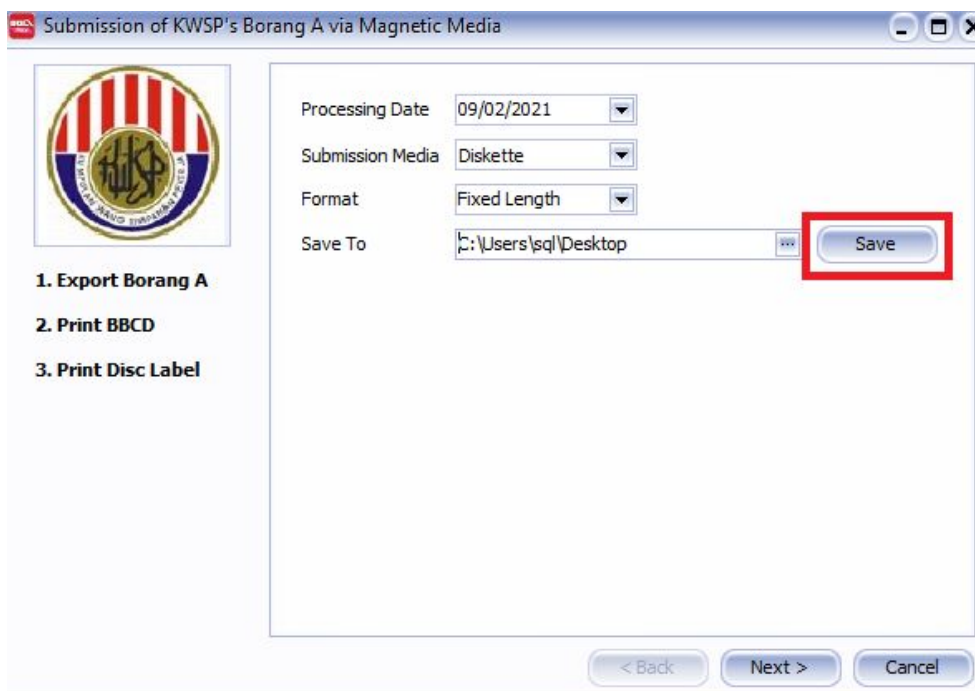 Submission of KWSP's Borang A via Magnetic Media
Processing Date 09/02/2021
Submission Media Diskette
Format Fixed Length
Save To C:\Users\sql\Desktop ... Save
1. Export Borang A
2. Print BBCD
3. Print Disc Label
< Back Next > Cancel